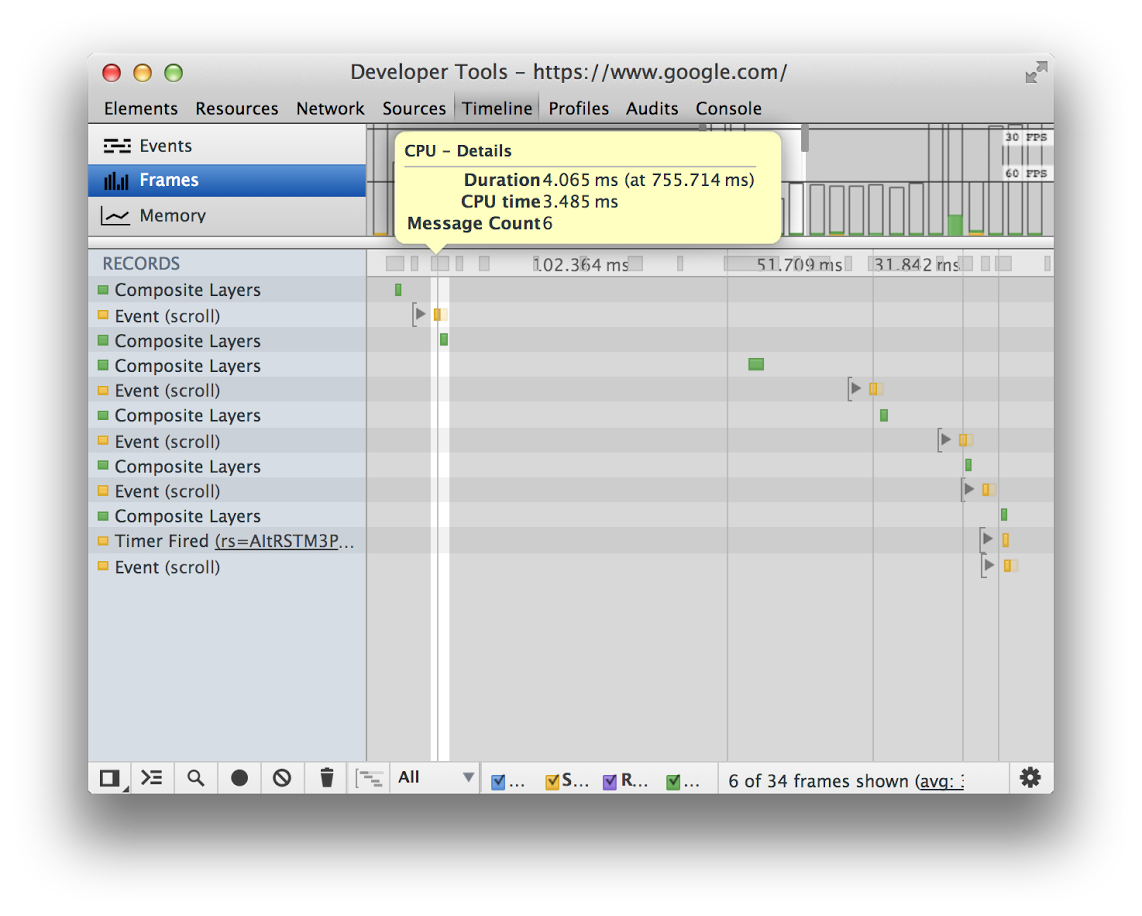 Developer Tools – https://www.google.com/
Elements Resources Network Sources Timeline Profiles Audits Console
Events
Frames
Memory
30 FPS
60 FPS
CPU – Details
Duration 4.065 ms (at 755.714 ms)
CPU time 3.485 ms
Message Count 6
RECORDS
102.364 ms 51.709 ms 31.842 ms
Composite Layers
Event (scroll)
Composite Layers
Composite Layers
Event (scroll)
Composite Layers
Event (scroll)
Composite Layers
Event (scroll)
Composite Layers
Timer Fired (rs=AItRSTM3P...
Event (scroll)
All ... S... R... ... 6 of 34 frames shown (avg: